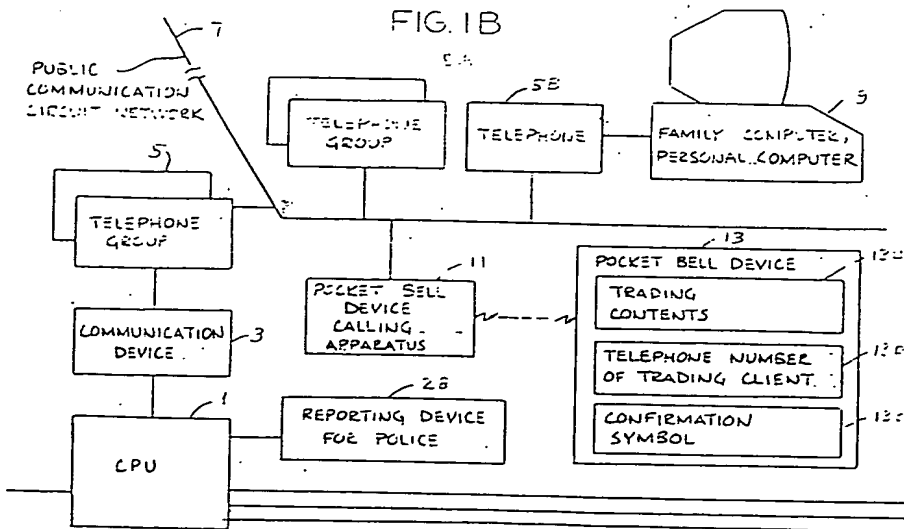 FIG. 1B
7
PUBLIC
COMMUNICATION
CIRCUIT NETWORK
5A
TELEPHONE
GROUP
5B
TELEPHONE
9
FAMILY COMPUTER,
PERSONAL COMPUTER
5
TELEPHONE
GROUP
7
COMMUNICATION
DEVICE
3
11
POCKET BELL
DEVICE
CALLING
APPARATUS
13
POCKET BELL DEVICE
TRADING
CONTENTS
TELEPHONE NUMBER
OF TRADING CLIENT
CONFIRMATION
SYMBOL
1
CPU
28
REPORTING DEVICE
FOR POLICE